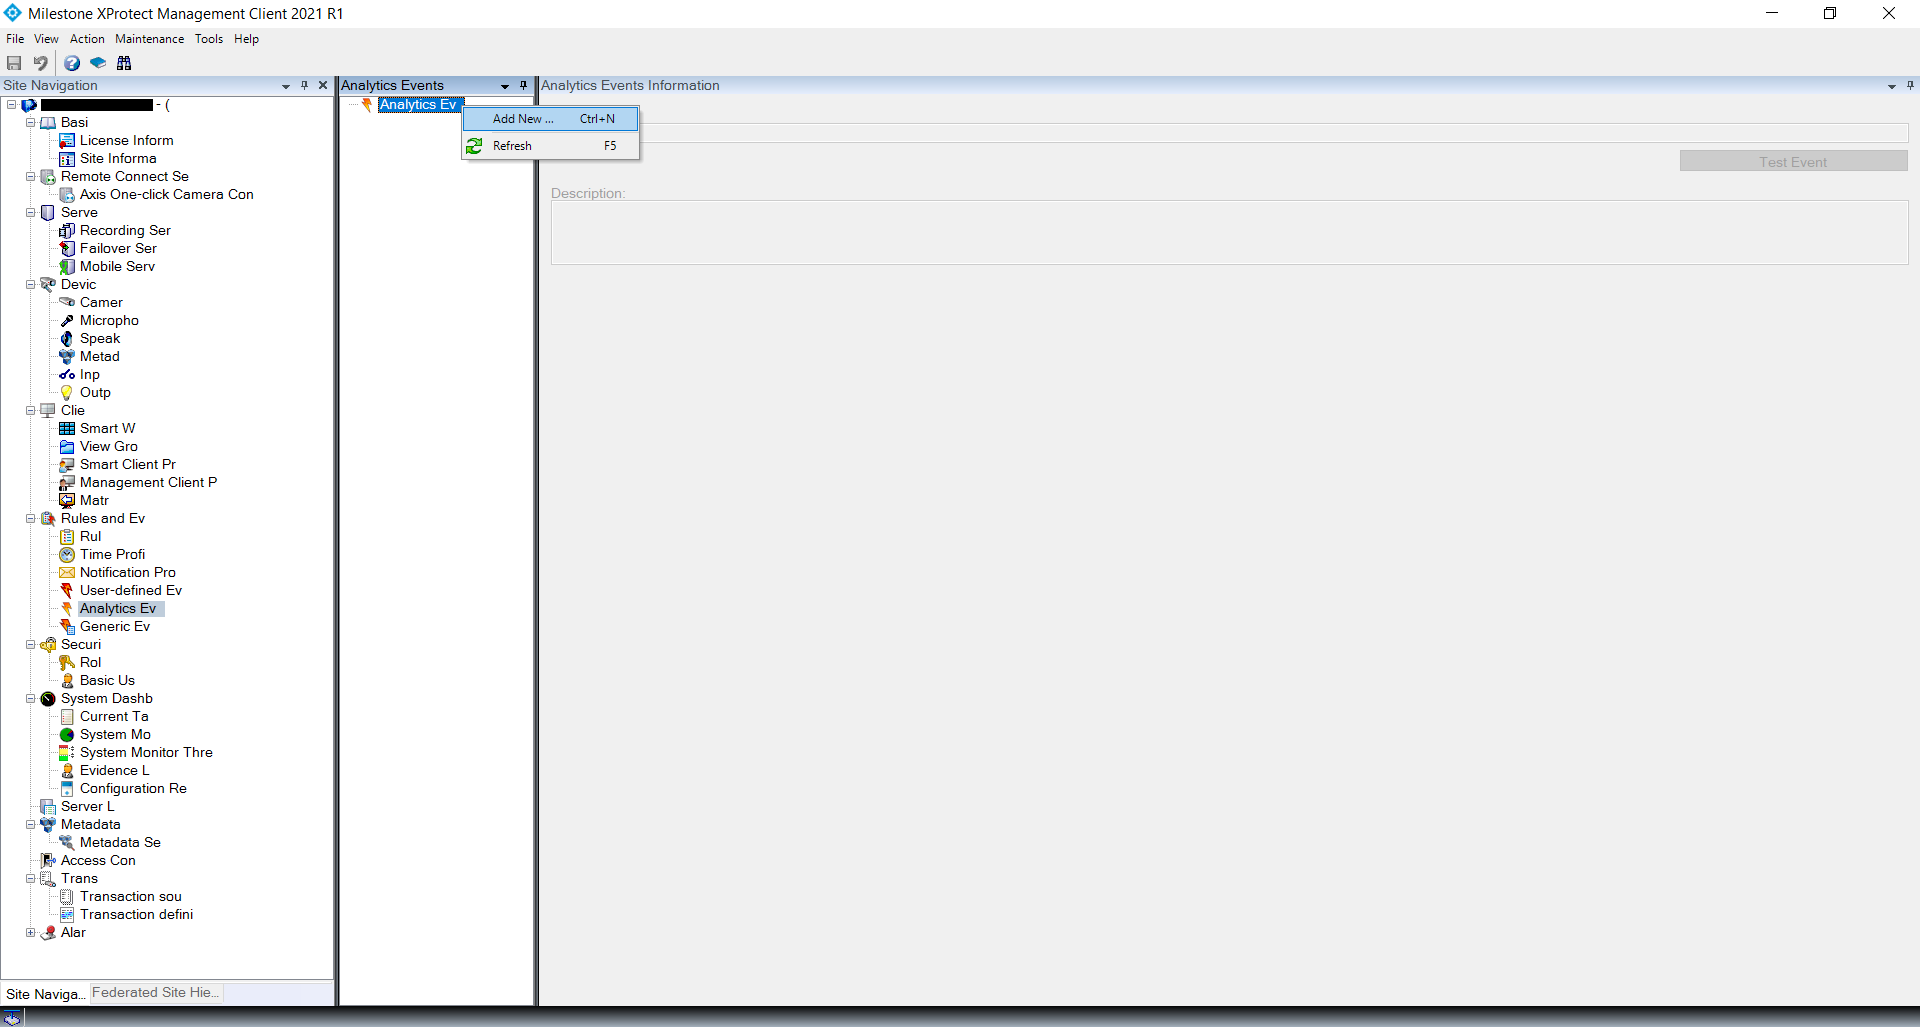 Milestone XProtect Management Client 2021 R1
File View Action Maintenance Tools Help
Site Navigation
- (
Basi
License Inform
Site Informa
Remote Connect Se
Axis One-click Camera Con
Serve
Recording Ser
Failover Ser
Mobile Serv
Devic
Camer
Micropho
Speak
Metad
Inp
Outp
Clie
Smart W
View Gro
Smart Client Pr
Management Client P
Matr
Rules and Ev
Rul
Time Profi
Notification Pro
User-defined Ev
Analytics Ev
Generic Ev
Securi
Rol
Basic Us
System Dashb
Current Ta
System Mo
System Monitor Thre
Evidence L
Configuration Re
Server L
Metadata
Metadata Se
Access Con
Trans
Transaction sou
Transaction defini
Alar
Site Naviga...
Federated Site Hie...
Analytics Events
Analytics Ev
Add New ... Ctrl+N
Refresh F5
Analytics Events Information
Test Event
Description: